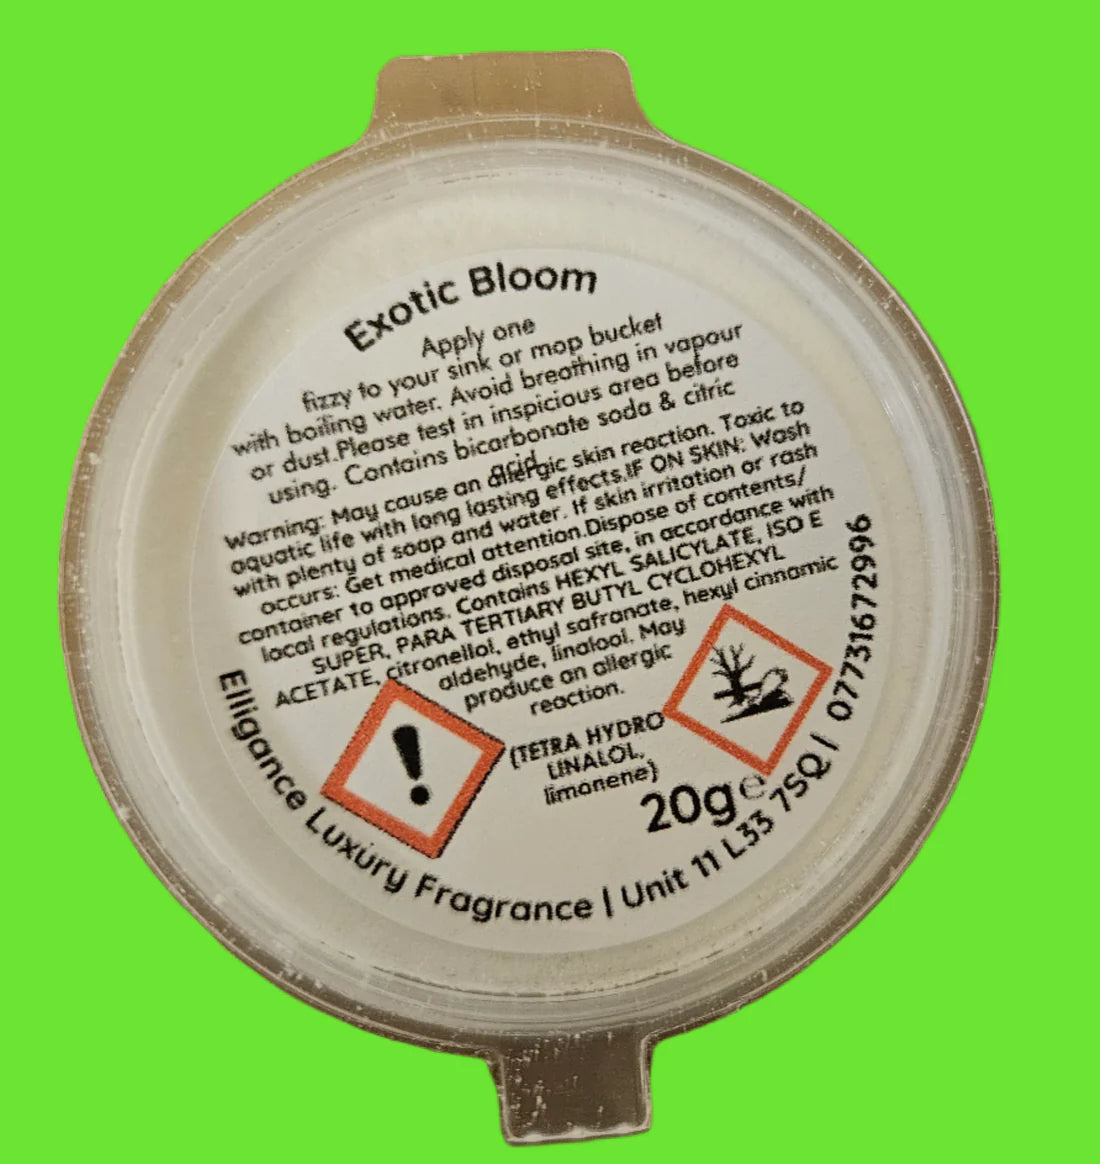 Exotic Bloom
Apply one
fizzy to your sink or mop bucket
with boiling water. Avoid breathing in vapour
or dust.Please test in inspicious area before
using. Contains bicarbonate soda & citric
acid
Warning: May cause an allergic skin reaction. Toxic to
aquatic life with long lasting effects.IF ON SKIN: Wash
with plenty of soap and water. If skin irritation or rash
occurs: Get medical attention.Dispose of contents/
container to approved disposal site, in accordance with
local regulations. Contains HEXYL SALICYLATE, ISO E
SUPER, PARA TERTIARY BUTYL CYCLOHEXYL
ACETATE, citronellol, ethyl safranate, hexyl cinnamic
aldehyde, linalool. May
produce an allergic
reaction.
(TETRA HYDRO
LINALOL,
limonene)
20g℮
Elligance Luxury Fragrance | Unit 11 L33 7SQ | 07731672996